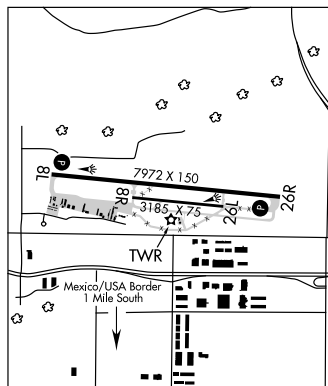 P
8L
7972 X 150
26R
8R
3185 X 75
26L
P
TWR
Mexico/USA Border
1 Mile South